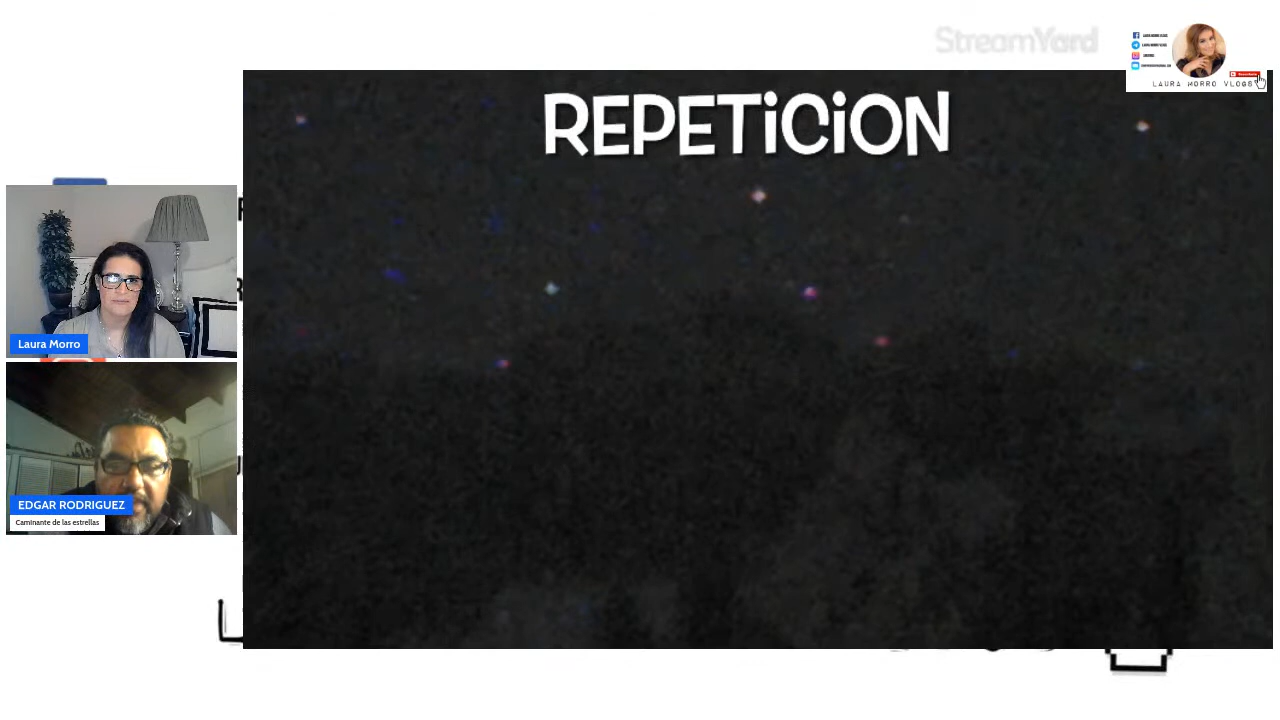 StreamYard
LAURA MORRO VLOGS
REPETiCiON
Laura Morro
EDGAR RODRIGUEZ
Caminante de las estrellas